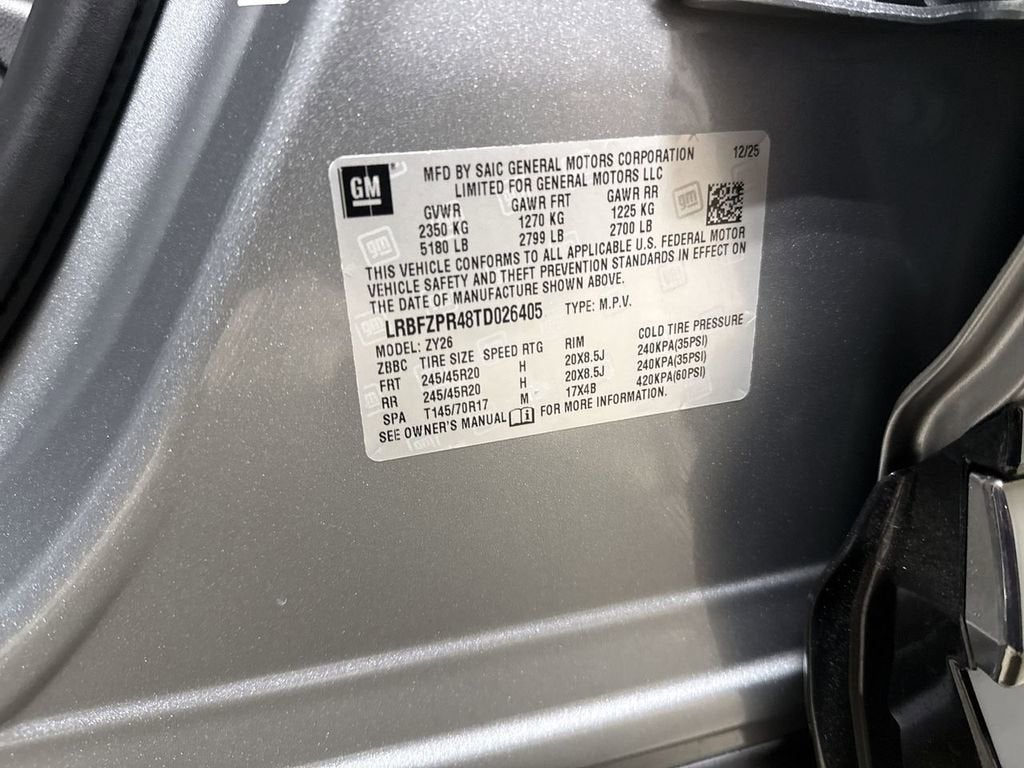 GM
MFD BY SAIC GENERAL MOTORS CORPORATION 12/25
LIMITED FOR GENERAL MOTORS LLC
GVWR GAWR FRT GAWR RR
2350 KG 1270 KG 1225 KG
5180 LB 2799 LB 2700 LB
THIS VEHICLE CONFORMS TO ALL APPLICABLE U.S. FEDERAL MOTOR
VEHICLE SAFETY AND THEFT PREVENTION STANDARDS IN EFFECT ON
THE DATE OF MANUFACTURE SHOWN ABOVE.
LRBFZPR48TD026405 TYPE: M.P.V.
MODEL: ZY26
ZBBC TIRE SIZE SPEED RTG RIM COLD TIRE PRESSURE
FRT 245/45R20 H 20X8.5J 240KPA(35PSI)
RR 245/45R20 H 20X8.5J 240KPA(35PSI)
SPA T145/70R17 M 17X4B 420KPA(60PSI)
SEE OWNER'S MANUAL FOR MORE INFORMATION.